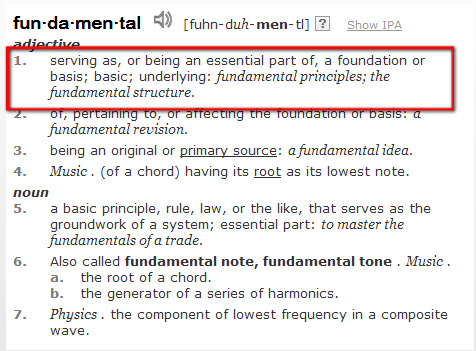 fun·da·men·tal [fuhn-duh-men-tl] ? Show IPA
adjective
1. serving as, or being an essential part of, a foundation or
basis; basic; underlying: fundamental principles; the
fundamental structure.
2. of, pertaining to, or affecting the foundation or basis: a
fundamental revision.
3. being an original or primary source: a fundamental idea.
4. Music . (of a chord) having its root as its lowest note.
noun
5. a basic principle, rule, law, or the like, that serves as the
groundwork of a system; essential part: to master the
fundamentals of a trade.
6. Also called fundamental note, fundamental tone . Music .
a. the root of a chord.
b. the generator of a series of harmonics.
7. Physics . the component of lowest frequency in a composite
wave.